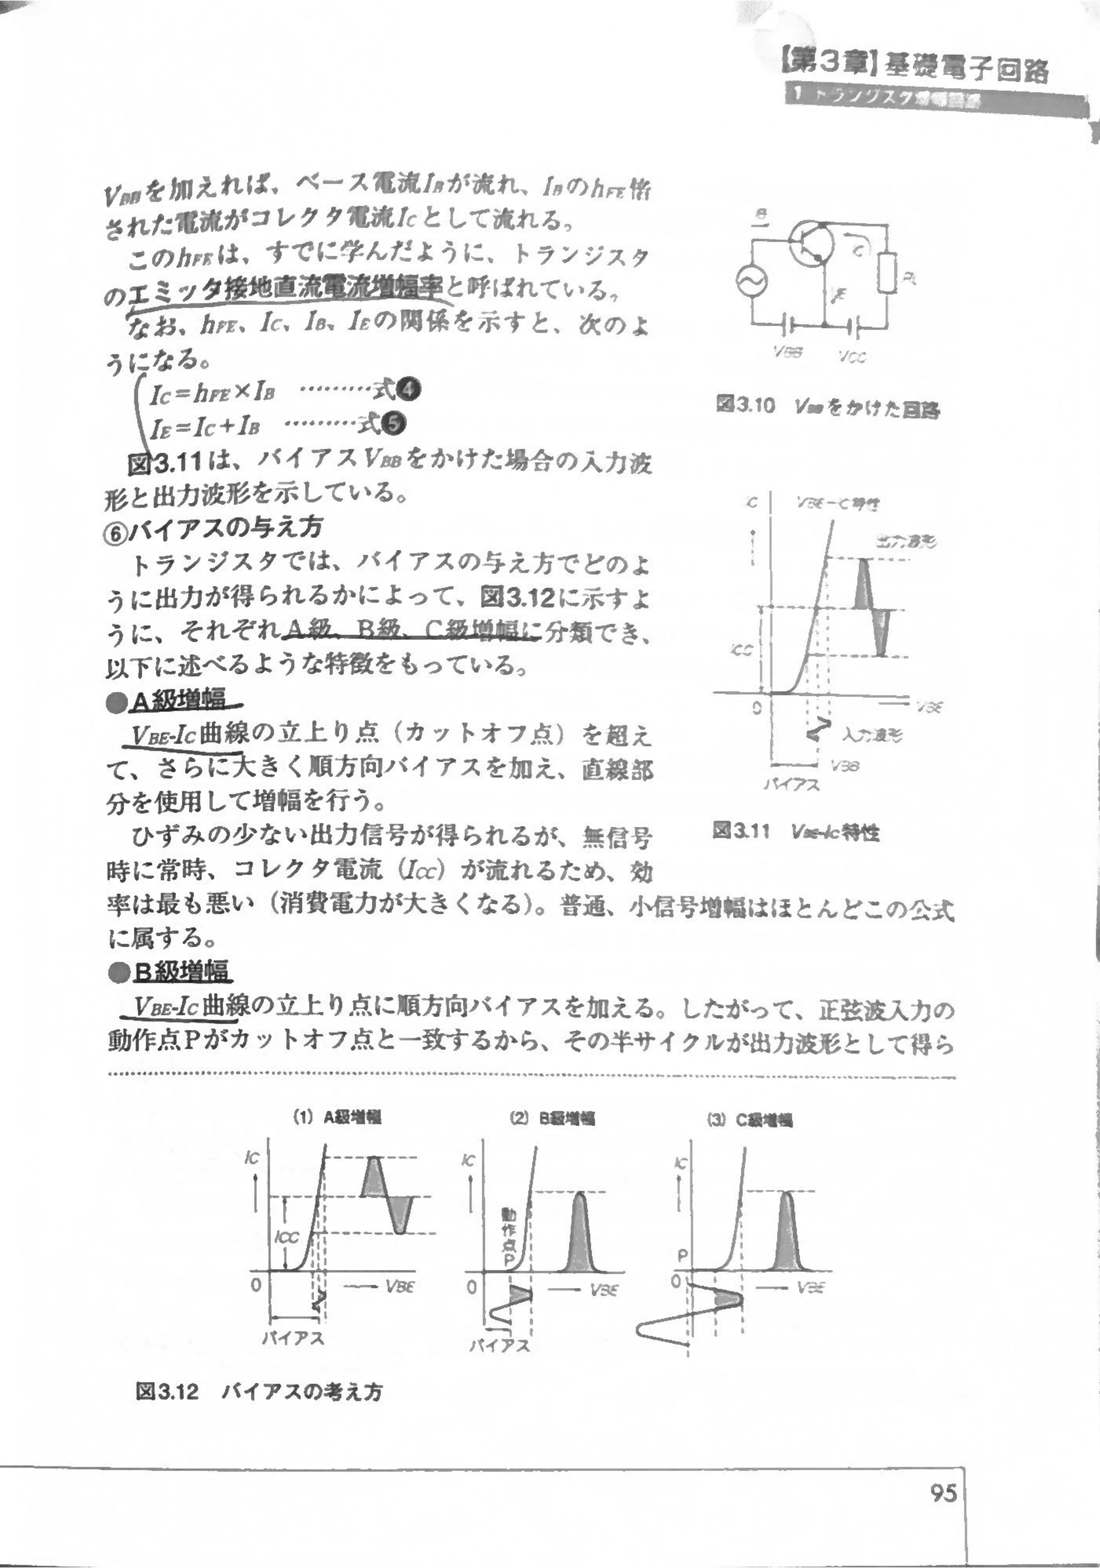 【第3章】基礎電子回路
1 トランジスタ増幅回路
VBBを加えれば、ベース電流IBが流れ、IBのhFE倍
された電流がコレクタ電流ICとして流れる。
このhFEは、すでに学んだように、トランジスタ
のエミッタ接地直流電流増幅率と呼ばれている。
なお、hFE、IC、IB、IEの関係を示すと、次のよ
うになる。
IC=hFE×IB ………式❹
IE=IC+IB ………式❺
図3.11は、バイアスVBBをかけた場合の入力波
形と出力波形を示している。
⑥バイアスの与え方
トランジスタでは、バイアスの与え方でどのよ
うに出力が得られるかによって、図3.12に示すよ
うに、それぞれA級、B級、C級増幅に分類でき、
以下に述べるような特徴をもっている。
●A級増幅
VBE-IC曲線の立上り点（カットオフ点）を超え
て、さらに大きく順方向バイアスを加え、直線部
分を使用して増幅を行う。
ひずみの少ない出力信号が得られるが、無信号
時に常時、コレクタ電流（ICC）が流れるため、効
率は最も悪い（消費電力が大きくなる）。普通、小信号増幅はほとんどこの公式
に属する。
●B級増幅
VBE-IC曲線の立上り点に順方向バイアスを加える。したがって、正弦波入力の
動作点Pがカットオフ点と一致するから、その半サイクルが出力波形として得ら
IB
IC
RL
IE
VBB
VCC
図3.10 VBBをかけた回路
IC
VBE-IC特性
出力波形
ICC
0
VBE
入力波形
VBB
バイアス
図3.11 VBE-IC特性
(1) A級増幅
IC
ICC
0
VBE
バイアス
(2) B級増幅
IC
動作点P
0
VBE
バイアス
(3) C級増幅
IC
P
0
VBE
図3.12 バイアスの考え方
95